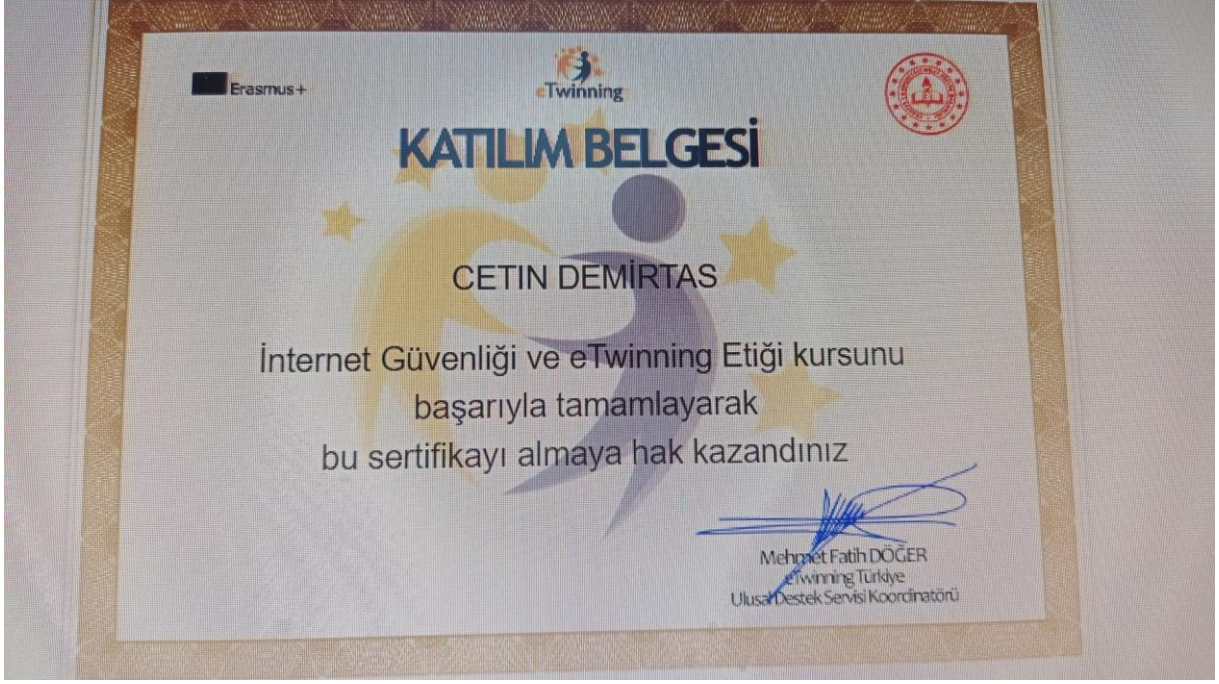 Erasmus+
eTwinning
KATILIM BELGESİ
CETIN DEMİRTAS
İnternet Güvenliği ve eTwinning Etiği kursunu
başarıyla tamamlayarak
bu sertifikayı almaya hak kazandınız
Mehmet Fatih DÖĞER
eTwinning Türkiye
Ulusal Destek Servisi Koordinatörü